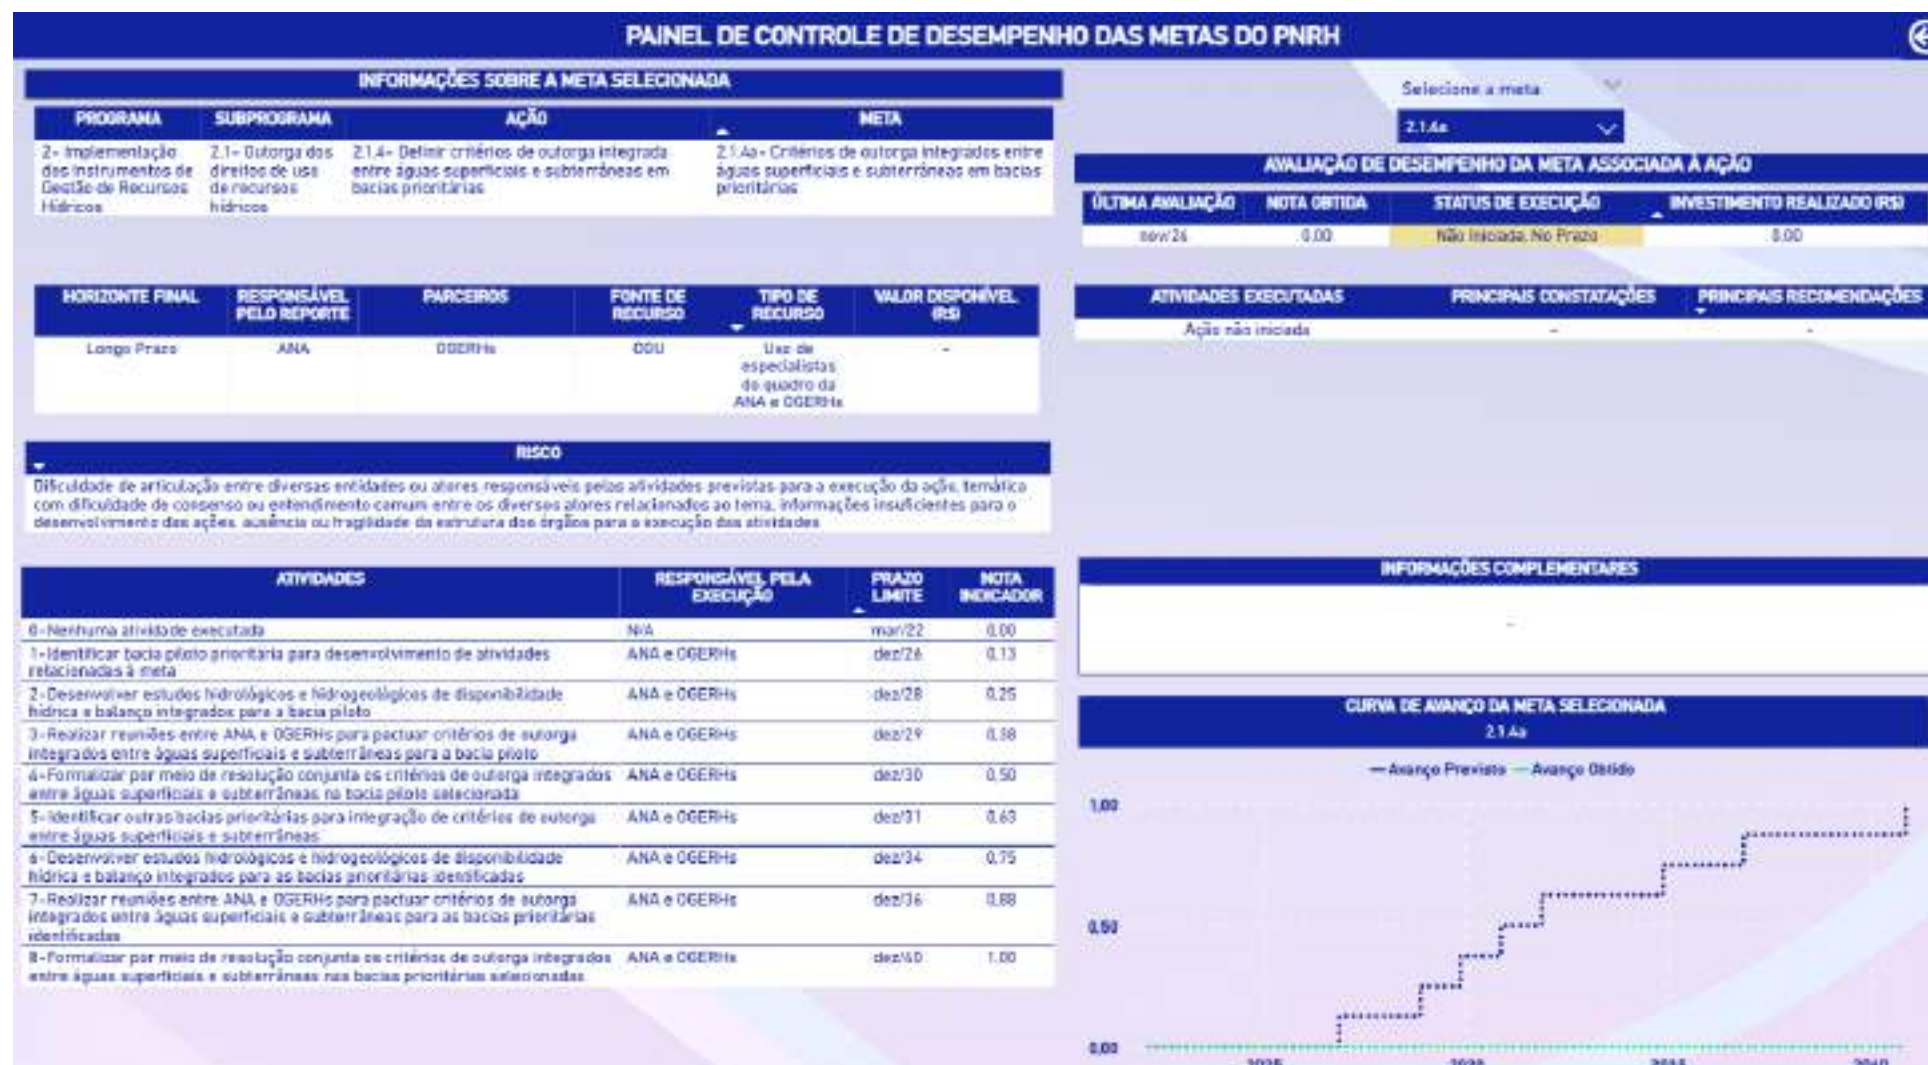 PAINEL DE CONTROLE DE DESEMPENHO DAS METAS DO PNRH
INFORMAÇÕES SOBRE A META SELECIONADA
PROGRAMA SUBPROGRAMA AÇÃO META
2- Implementação dos Instrumentos de Gestão de Recursos Hídricos
2.1- Outorga dos direitos de uso de recursos hídricos
2.1.4- Definir critérios de outorga integrada entre águas superficiais e subterrâneas em bacias prioritárias
2.1.4a- Critérios de outorga integrados entre águas superficiais e subterrâneas em bacias prioritárias
HORIZONTE FINAL RESPONSÁVEL PELO REPORTE PARCEIROS FONTE DE RECURSO TIPO DE RECURSO VALOR DISPONÍVEL (R$)
Longo Prazo ANA OGERHs OGU Uso de especialistas do quadro da ANA e OGERHs -
RISCO
Dificuldade de articulação entre diversas entidades ou atores responsáveis pelas atividades previstas para a execução da ação, temática
com dificuldade de consenso ou entendimento comum entre os diversos atores relacionados ao tema, informações insuficientes para o
desenvolvimento das ações, ausência ou fragilidade da estrutura dos órgãos para a execução das atividades
ATIVIDADES RESPONSÁVEL PELA EXECUÇÃO PRAZO LIMITE NOTA INDICADOR
0-Nenhuma atividade executada N/A mar/22 0,00
1-Identificar bacia piloto prioritária para desenvolvimento de atividades ANA e OGERHs dez/26 0,13
relacionadas à meta
2-Desenvolver estudos hidrológicos e hidrogeológicos de disponibilidade ANA e OGERHs dez/28 0,25
hídrica e balanço integrados para a bacia piloto
3-Realizar reuniões entre ANA e OGERHs para pactuar critérios de outorga ANA e OGERHs dez/29 0,38
integrados entre águas superficiais e subterrâneas para a bacia piloto
4-Formalizar por meio de resolução conjunta os critérios de outorga integrados ANA e OGERHs dez/30 0,50
entre águas superficiais e subterrâneas na bacia piloto selecionada
5-Identificar outras bacias prioritárias para integração de critérios de outorga ANA e OGERHs dez/31 0,63
entre águas superficiais e subterrâneas
6-Desenvolver estudos hidrológicos e hidrogeológicos de disponibilidade ANA e OGERHs dez/34 0,75
hídrica e balanço integrados para as bacias prioritárias identificadas
7-Realizar reuniões entre ANA e OGERHs para pactuar critérios de outorga ANA e OGERHs dez/36 0,88
integrados entre águas superficiais e subterrâneas para as bacias prioritárias
identificadas
8-Formalizar por meio de resolução conjunta os critérios de outorga integrados ANA e OGERHs dez/40 1,00
entre águas superficiais e subterrâneas nas bacias prioritárias selecionadas
Selecione a meta
2.1.4a
AVALIAÇÃO DE DESEMPENHO DA META ASSOCIADA À AÇÃO
ÚLTIMA AVALIAÇÃO NOTA OBTIDA STATUS DE EXECUÇÃO INVESTIMENTO REALIZADO (R$)
nov/24 0,00 Não Iniciada, No Prazo 0,00
ATIVIDADES EXECUTADAS PRINCIPAIS CONSTATAÇÕES PRINCIPAIS RECOMENDAÇÕES
Ação não iniciada - -
INFORMAÇÕES COMPLEMENTARES
-
CURVA DE AVANÇO DA META SELECIONADA
2.1.4a
Avanço Previsto Avanço Obtido
1,00
0,50
0,00
2025 2030 2035 2040